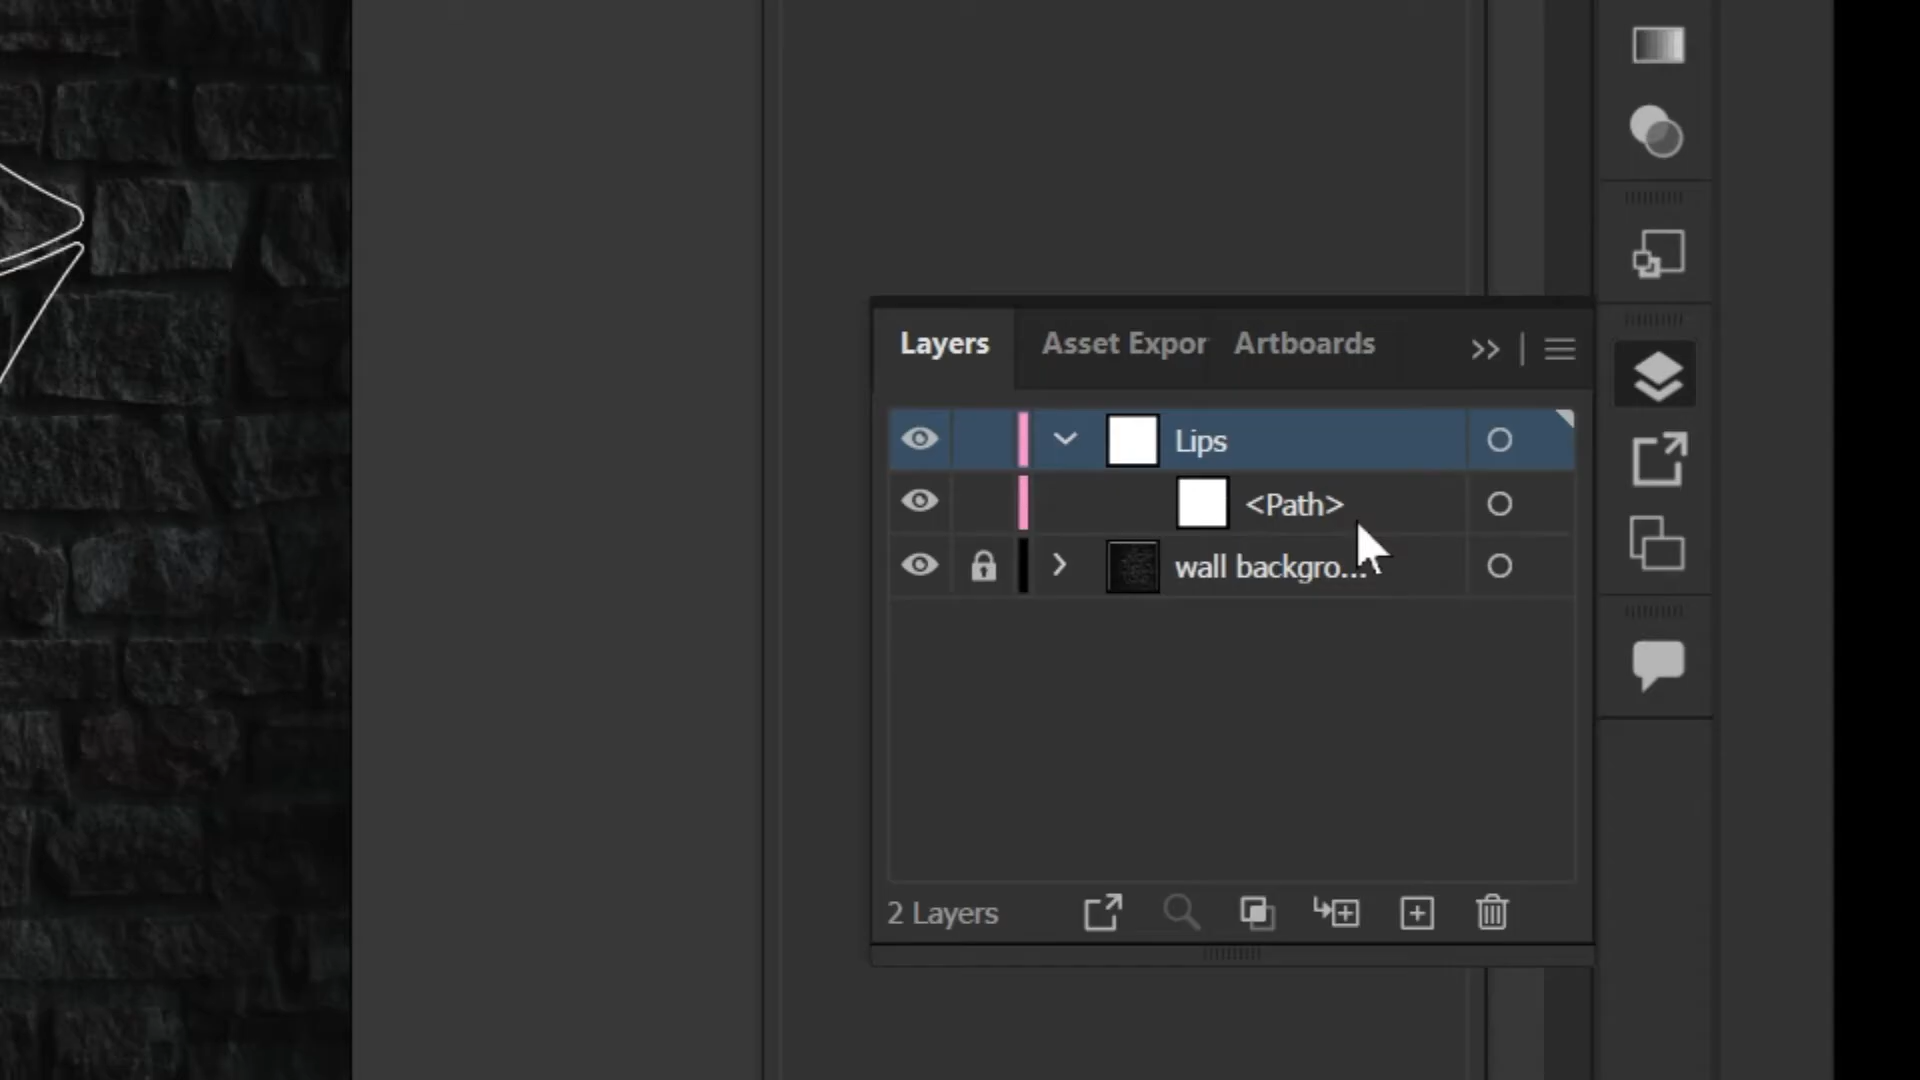 Layers Asset Expor Artboards
Lips
<Path>
wall backgro...
2 Layers